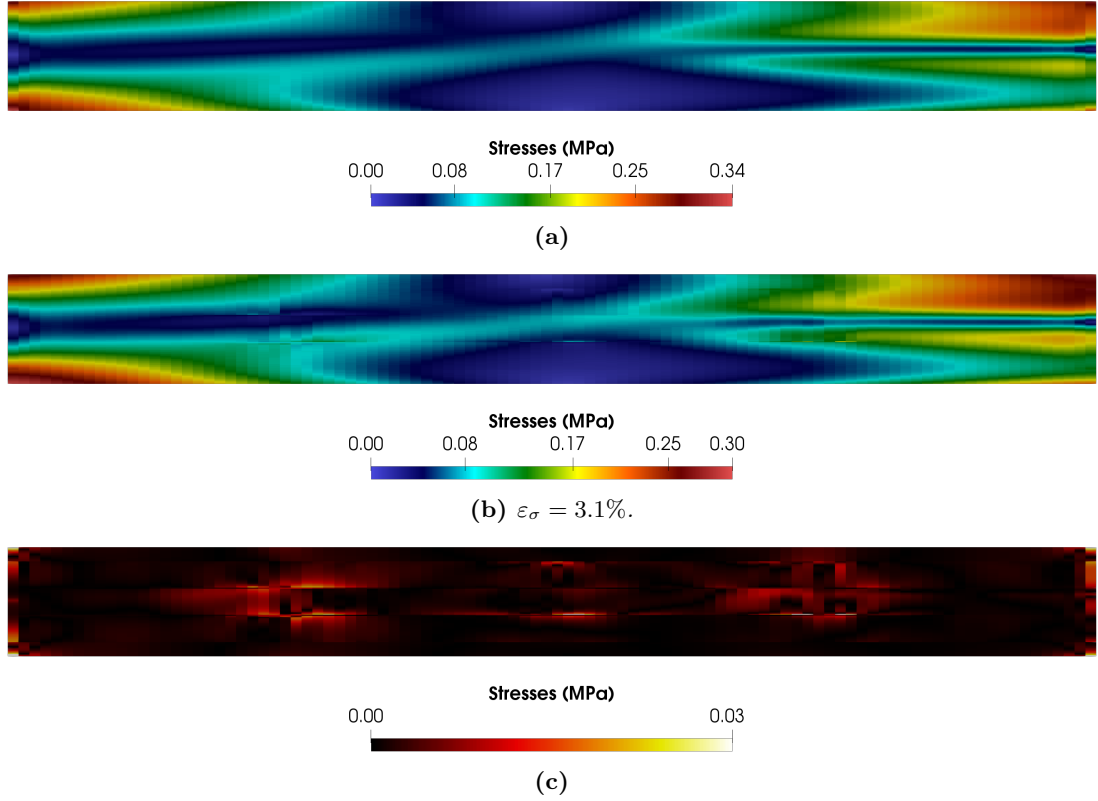 Stresses (MPa)
0.00 0.08 0.17 0.25 0.34
(a)
Stresses (MPa)
0.00 0.08 0.17 0.25 0.30
(b) εσ = 3.1%.
Stresses (MPa)
0.00 0.03
(c)